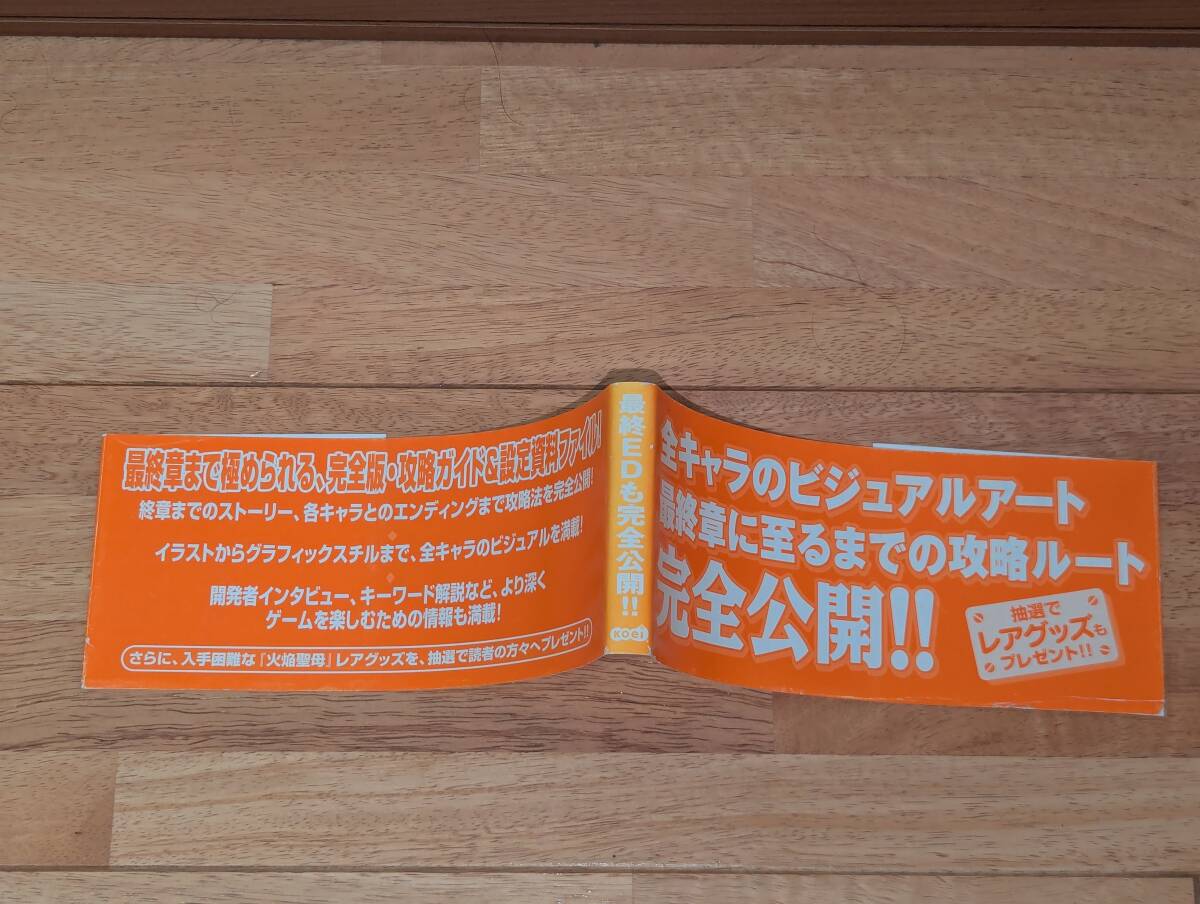 最終章まで極められる、完全版・攻略ガイド&設定資料ファイル!
終章までのストーリー、各キャラとのエンディングまで攻略法を完全公開!
イラストからグラフィックスチルまで、全キャラのビジュアルを満載!
開発者インタビュー、キーワード解説など、より深く
ゲームを楽しむための情報も満載!
さらに、入手困難な『火焔聖母』レアグッズを、抽選で読者の方々へプレゼント!!
最終EDも完全公開!!
KOEI
全キャラのビジュアルアート
最終章に至るまでの攻略ルート
完全公開!!
抽選で
レアグッズも
プレゼント!!